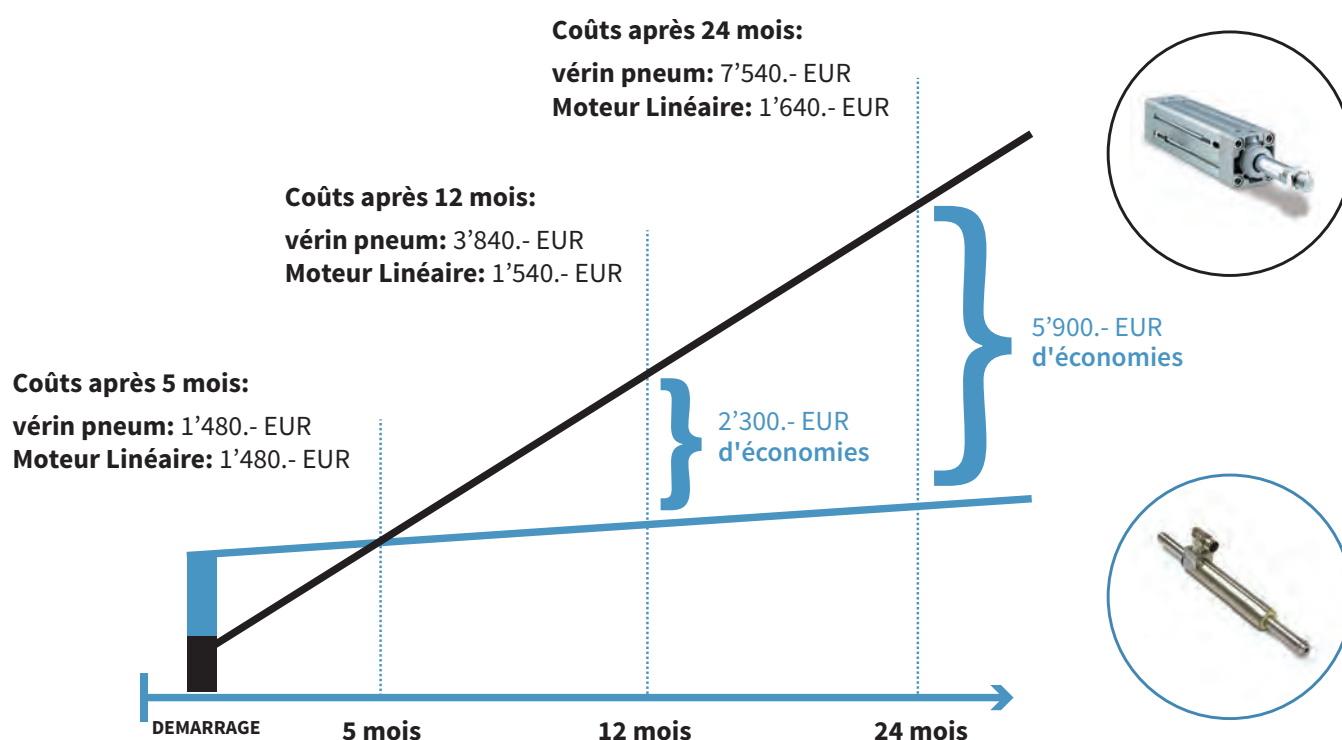 Coûts après 24 mois:
vérin pneum: 7’540.- EUR
Moteur Linéaire: 1’640.- EUR
Coûts après 12 mois:
vérin pneum: 3’840.- EUR
Moteur Linéaire: 1’540.- EUR
5’900.- EUR
d'économies
Coûts après 5 mois:
vérin pneum: 1’480.- EUR
Moteur Linéaire: 1’480.- EUR
2’300.- EUR
d'économies
DEMARRAGE
5 mois
12 mois
24 mois